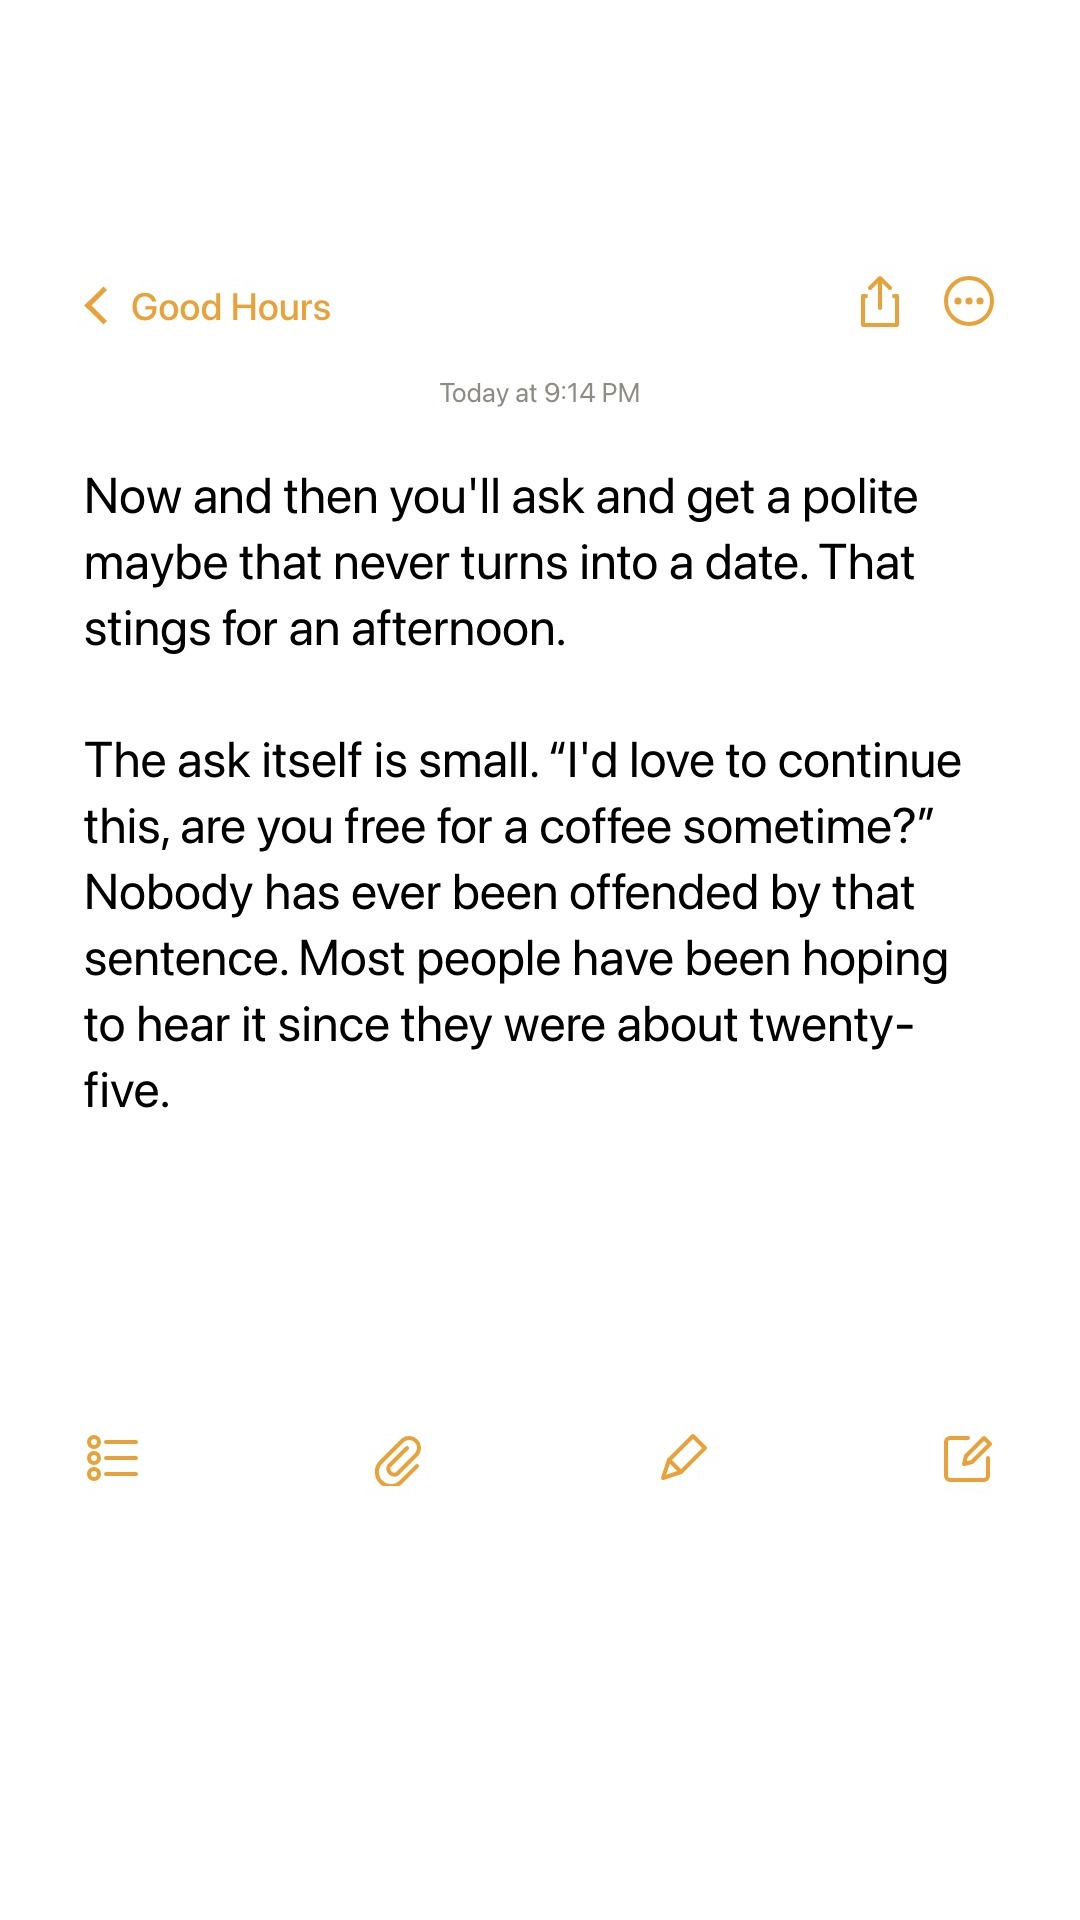 Good Hours
Today at 9:14 PM
Now and then you'll ask and get a polite
maybe that never turns into a date. That
stings for an afternoon.
The ask itself is small. “I'd love to continue
this, are you free for a coffee sometime?”
Nobody has ever been offended by that
sentence. Most people have been hoping
to hear it since they were about twenty-
five.